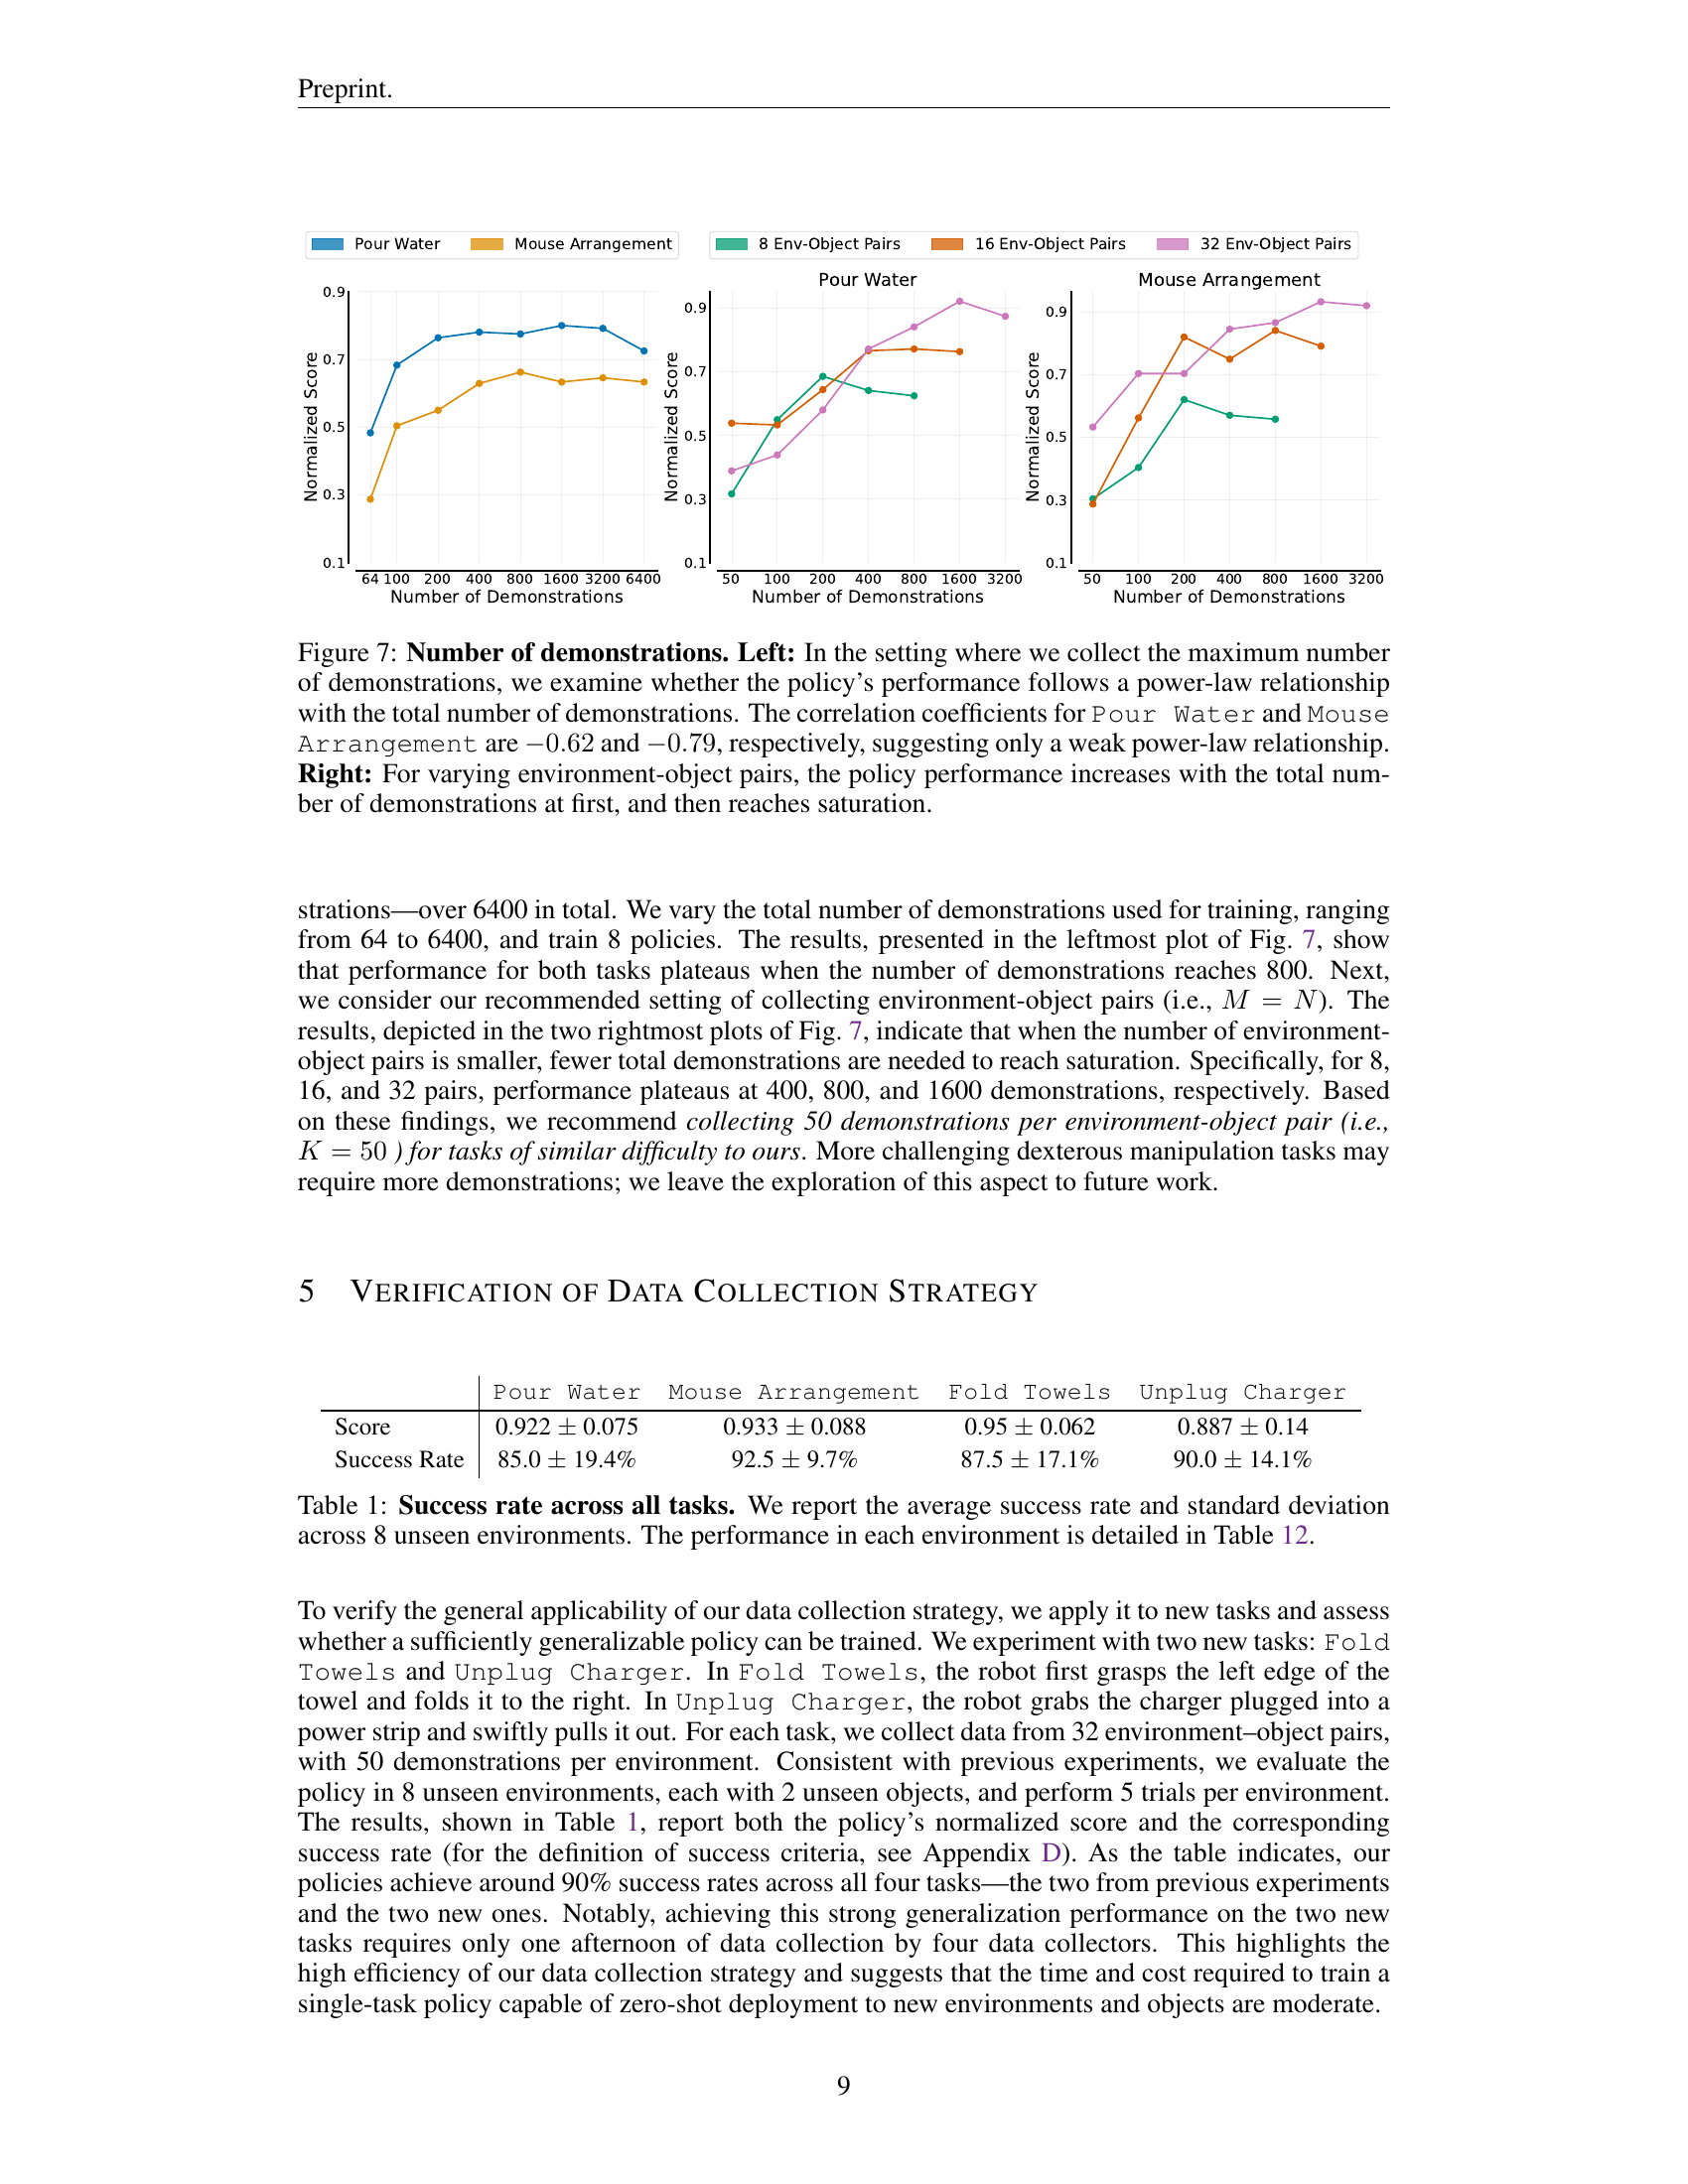 Preprint.
Pour Water
Mouse Arrangement
8 Env-Object Pairs
16 Env-Object Pairs
32 Env-Object Pairs
0.9
0.7
0.5
0.3
0.1
Normalized Score
64 100 200 400 800 1600 3200 6400
Number of Demonstrations
Pour Water
0.9
0.7
0.5
0.3
0.1
Normalized Score
50 100 200 400 800 1600 3200
Number of Demonstrations
Mouse Arrangement
0.9
0.7
0.5
0.3
0.1
Normalized Score
50 100 200 400 800 1600 3200
Number of Demonstrations
Figure 7: Number of demonstrations. Left: In the setting where we collect the maximum number
of demonstrations, we examine whether the policy's performance follows a power-law relationship
with the total number of demonstrations. The correlation coefficients for Pour Water and Mouse
Arrangement are −0.62 and −0.79, respectively, suggesting only a weak power-law relationship.
Right: For varying environment-object pairs, the policy performance increases with the total num-
ber of demonstrations at first, and then reaches saturation.
strations—over 6400 in total. We vary the total number of demonstrations used for training, ranging
from 64 to 6400, and train 8 policies. The results, presented in the leftmost plot of Fig. 7, show
that performance for both tasks plateaus when the number of demonstrations reaches 800. Next,
we consider our recommended setting of collecting environment-object pairs (i.e., M = N). The
results, depicted in the two rightmost plots of Fig. 7, indicate that when the number of environment-
object pairs is smaller, fewer total demonstrations are needed to reach saturation. Specifically, for 8,
16, and 32 pairs, performance plateaus at 400, 800, and 1600 demonstrations, respectively. Based
on these findings, we recommend collecting 50 demonstrations per environment-object pair (i.e.,
K = 50 ) for tasks of similar difficulty to ours. More challenging dexterous manipulation tasks may
require more demonstrations; we leave the exploration of this aspect to future work.
5 VERIFICATION OF DATA COLLECTION STRATEGY
Pour Water Mouse Arrangement Fold Towels Unplug Charger
Score 0.922 ± 0.075 0.933 ± 0.088 0.95 ± 0.062 0.887 ± 0.14
Success Rate 85.0 ± 19.4% 92.5 ± 9.7% 87.5 ± 17.1% 90.0 ± 14.1%
Table 1: Success rate across all tasks. We report the average success rate and standard deviation
across 8 unseen environments. The performance in each environment is detailed in Table 12.
To verify the general applicability of our data collection strategy, we apply it to new tasks and assess
whether a sufficiently generalizable policy can be trained. We experiment with two new tasks: Fold
Towels and Unplug Charger. In Fold Towels, the robot first grasps the left edge of the
towel and folds it to the right. In Unplug Charger, the robot grabs the charger plugged into a
power strip and swiftly pulls it out. For each task, we collect data from 32 environment–object pairs,
with 50 demonstrations per environment. Consistent with previous experiments, we evaluate the
policy in 8 unseen environments, each with 2 unseen objects, and perform 5 trials per environment.
The results, shown in Table 1, report both the policy's normalized score and the corresponding
success rate (for the definition of success criteria, see Appendix D). As the table indicates, our
policies achieve around 90% success rates across all four tasks—the two from previous experiments
and the two new ones. Notably, achieving this strong generalization performance on the two new
tasks requires only one afternoon of data collection by four data collectors. This highlights the
high efficiency of our data collection strategy and suggests that the time and cost required to train a
single-task policy capable of zero-shot deployment to new environments and objects are moderate.
9